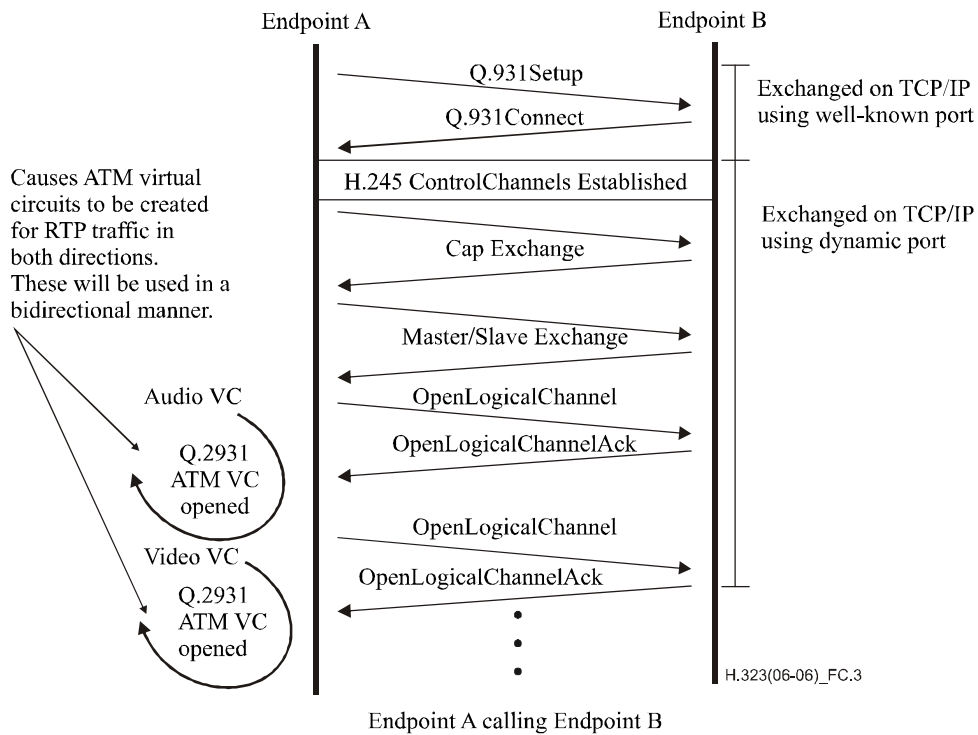 Endpoint A
Endpoint B
Q.931Setup
Q.931Connect
Exchanged on TCP/IP
using well-known port
H.245 ControlChannels Established
Causes ATM virtual
circuits to be created
for RTP traffic in
both directions.
These will be used in a
bidirectional manner.
Exchanged on TCP/IP
using dynamic port
Cap Exchange
Master/Slave Exchange
Audio VC
OpenLogicalChannel
Q.2931
ATM VC
opened
OpenLogicalChannelAck
OpenLogicalChannel
Video VC
OpenLogicalChannelAck
Q.2931
ATM VC
opened
H.323(06-06)_FC.3
Endpoint A calling Endpoint B